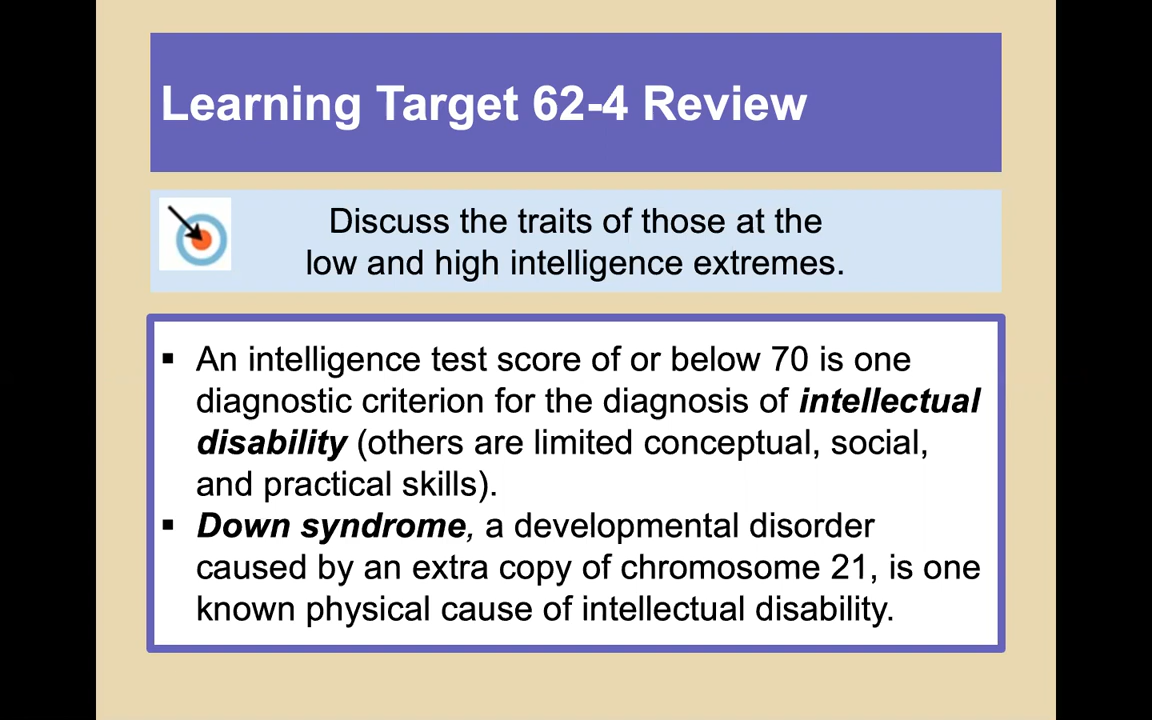 Learning Target 62-4 Review
Discuss the traits of those at the
low and high intelligence extremes.
▪ An intelligence test score of or below 70 is one
diagnostic criterion for the diagnosis of intellectual
disability (others are limited conceptual, social,
and practical skills).
▪ Down syndrome, a developmental disorder
caused by an extra copy of chromosome 21, is one
known physical cause of intellectual disability.